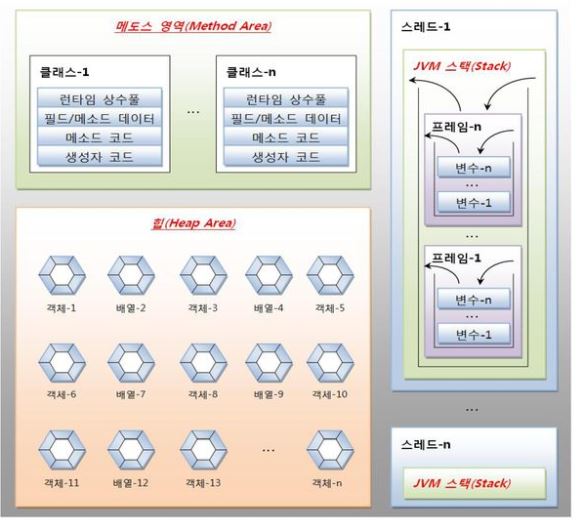 메도스 영역(Method Area)
클래스-1
런타임 상수풀
필드/메소드 데이터
메소드 코드
생성자 코드
...
클래스-n
런타임 상수풀
필드/메소드 데이터
메소드 코드
생성자 코드
힙(Heap Area)
객체-1 배열-2 객체-3 배열-4 객체-5
객체-6 배열-7 객체-8 배열-9 객체-10
...
객체-11 배열-12 객체-13 객체-n
스레드-1
JVM 스택(Stack)
프레임-n
변수-n
...
변수-1
...
프레임-1
변수-n
...
변수-1
...
스레드-n
JVM 스택(Stack)